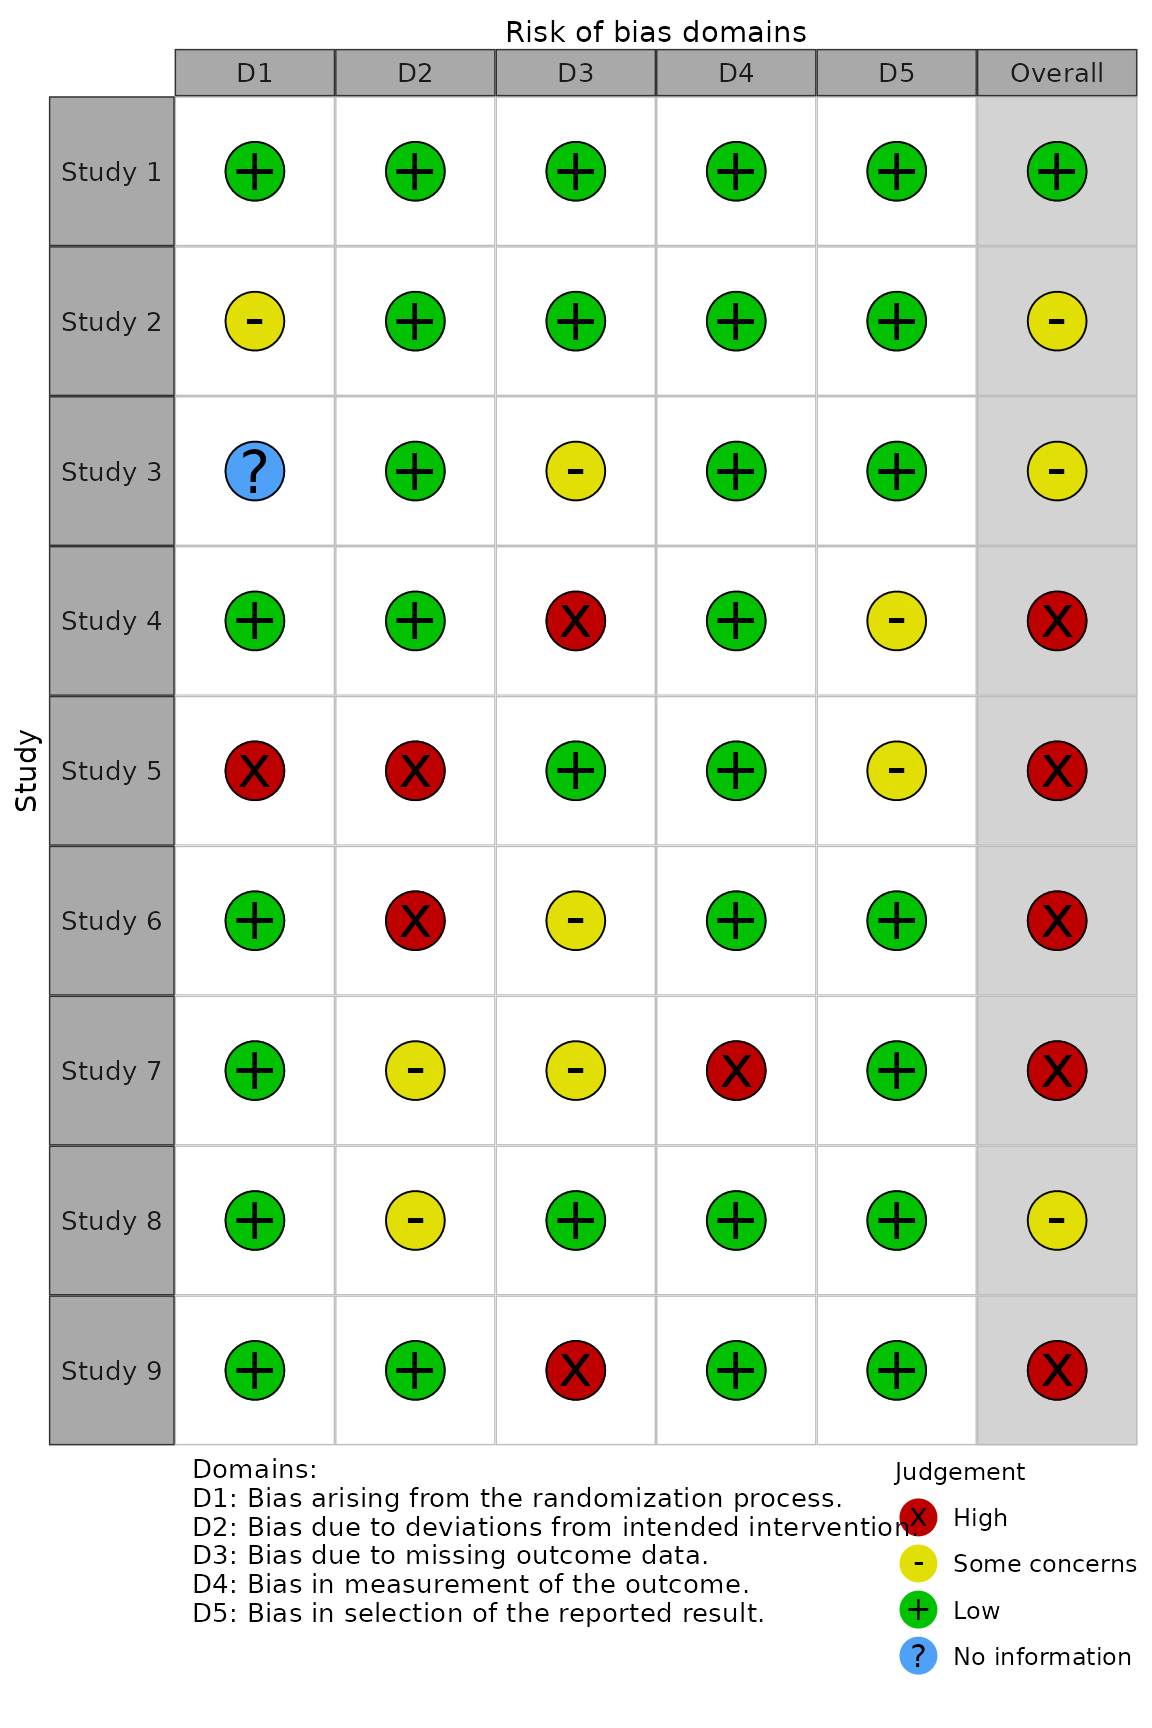 Risk of bias domains
D1 D2 D3 D4 D5 Overall
Study
Study 1 + + + + + +
Study 2 - + + + + -
Study 3 ? + - + + -
Study 4 + + X + - X
Study 5 X X + + - X
Study 6 + X - + + X
Study 7 + - - X + X
Study 8 + - + + + -
Study 9 + + X + + X
Domains:
D1: Bias arising from the randomization process.
D2: Bias due to deviations from intended intervention.
D3: Bias due to missing outcome data.
D4: Bias in measurement of the outcome.
D5: Bias in selection of the reported result.
Judgement
X High
- Some concerns
+ Low
? No information